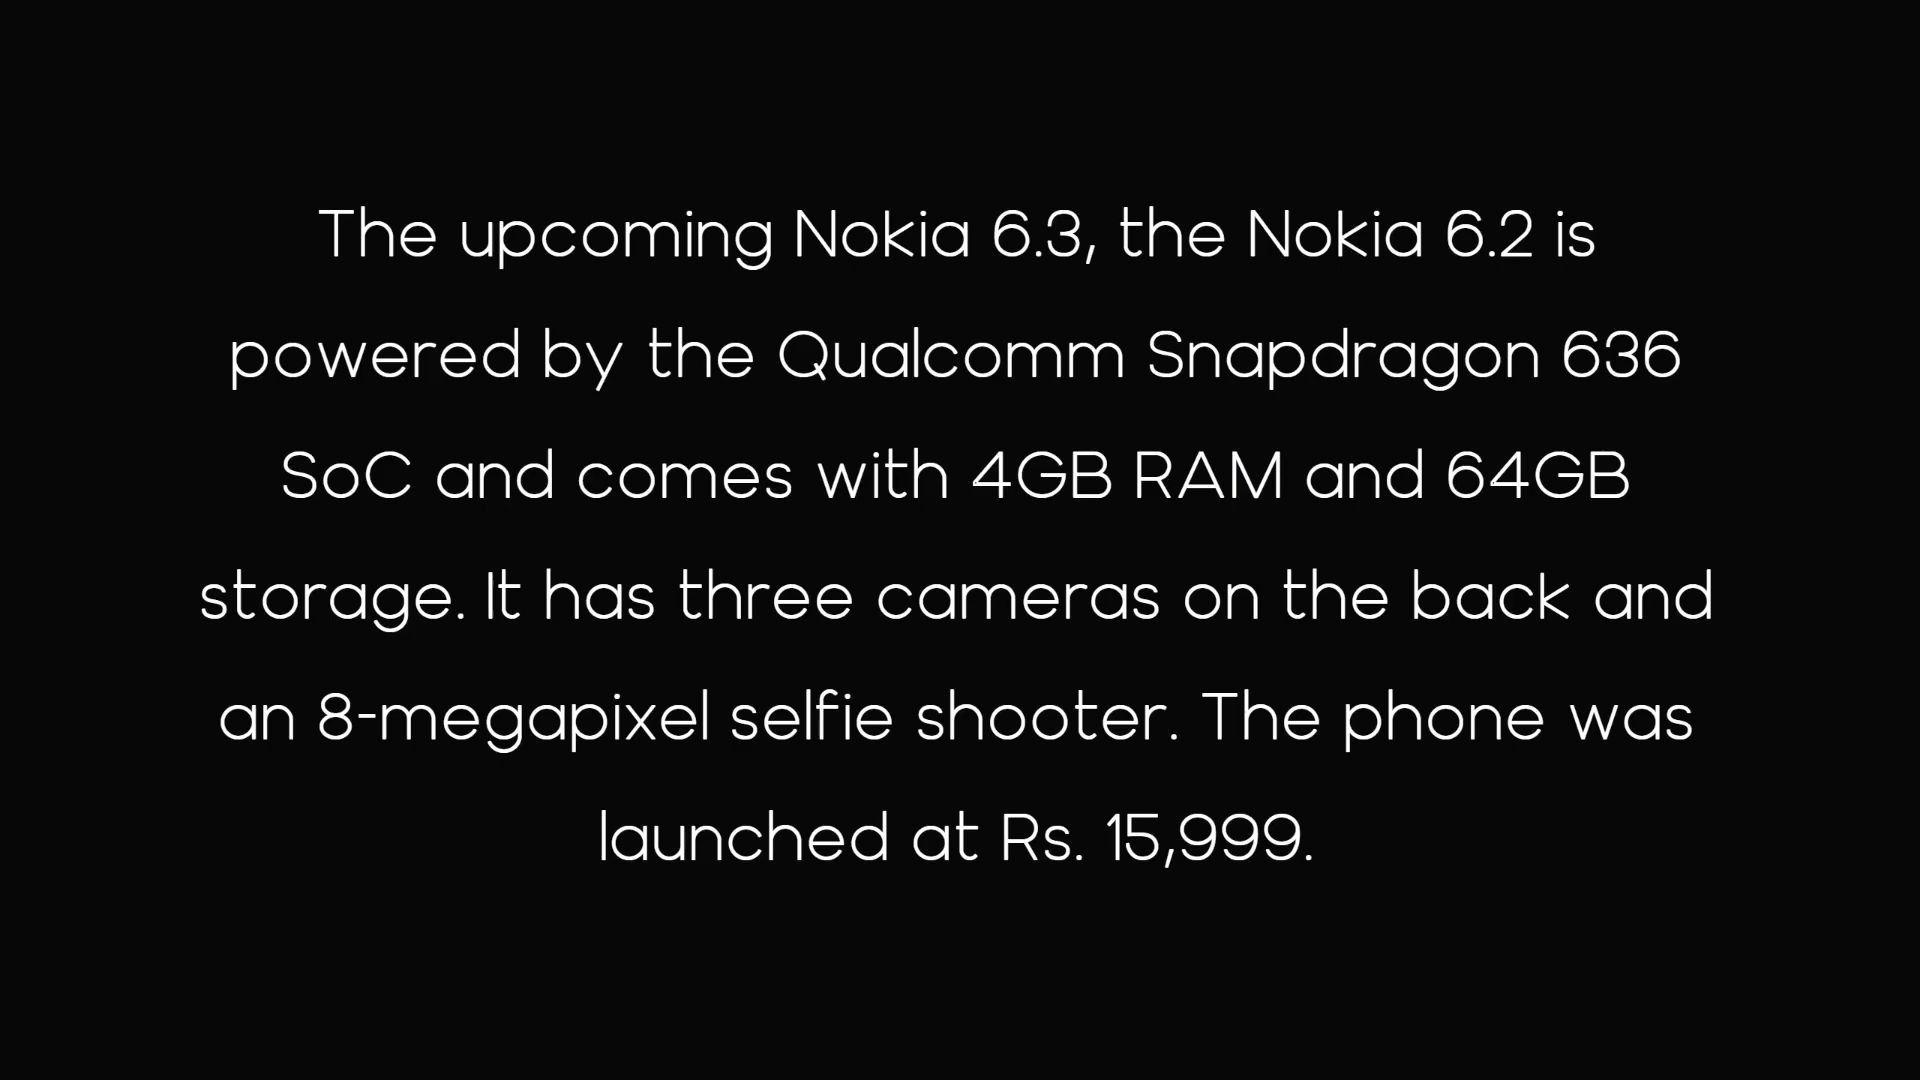 The upcoming Nokia 6.3, the Nokia 6.2 is
powered by the Qualcomm Snapdragon 636
SoC and comes with 4GB RAM and 64GB
storage. It has three cameras on the back and
an 8-megapixel selfie shooter. The phone was
launched at Rs. 15,999.